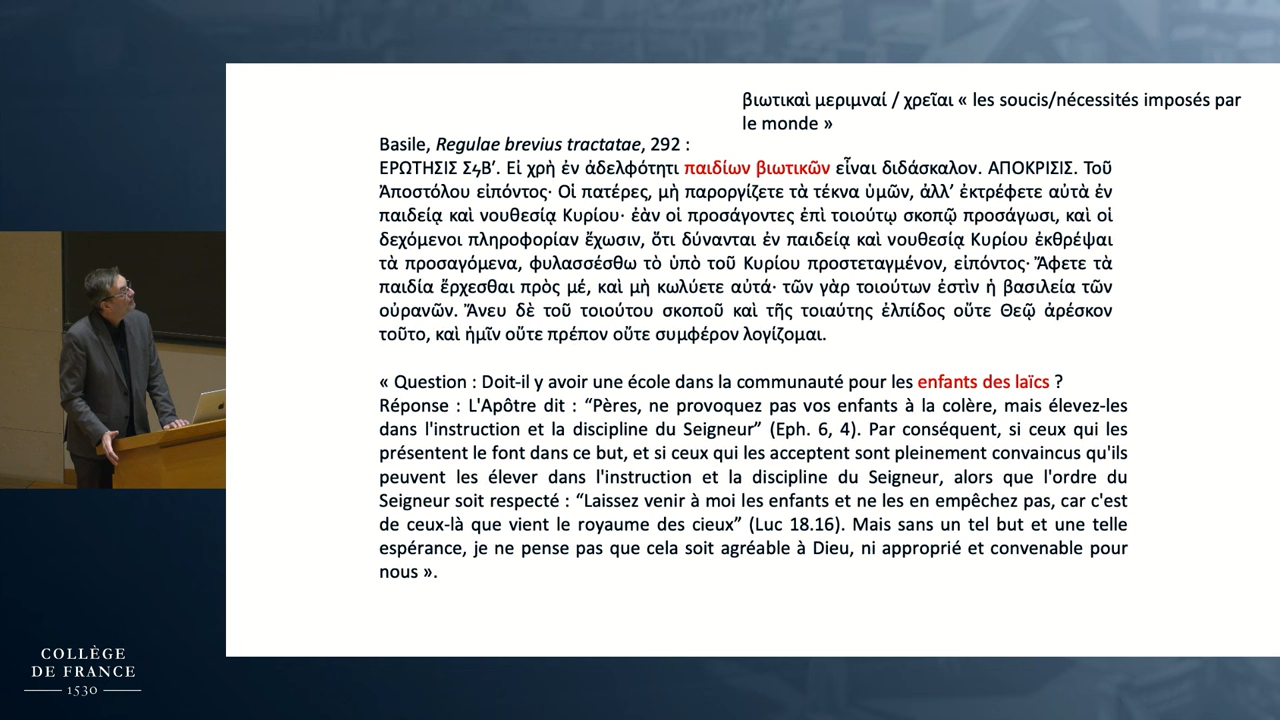 βιωτικαὶ μεριμναί / χρεῖαι « les soucis/nécessités imposés par
le monde »
Basile, Regulae brevius tractatae, 292 :
ΕΡΩΤΗΣΙΣ ΣϟΒ’. Εἰ χρὴ ἐν ἀδελφότητι παιδίων βιωτικῶν εἶναι διδάσκαλον. ΑΠΟΚΡΙΣΙΣ. Τοῦ
Ἀποστόλου εἰπόντος· Οἱ πατέρες, μὴ παροργίζετε τὰ τέκνα ὑμῶν, ἀλλ’ ἐκτρέφετε αὐτὰ ἐν
παιδείᾳ καὶ νουθεσίᾳ Κυρίου· ἐὰν οἱ προσάγοντες ἐπὶ τοιούτῳ σκοπῷ προσάγωσι, καὶ οἱ
δεχόμενοι πληροφορίαν ἔχωσιν, ὅτι δύνανται ἐν παιδείᾳ καὶ νουθεσίᾳ Κυρίου ἐκθρέψαι
τὰ προσαγόμενα, φυλασσέσθω τὸ ὑπὸ τοῦ Κυρίου προστεταγμένον, εἰπόντος· Ἄφετε τὰ
παιδία ἔρχεσθαι πρὸς μέ, καὶ μὴ κωλύετε αὐτά· τῶν γὰρ τοιούτων ἐστὶν ἡ βασιλεία τῶν
οὐρανῶν. Ἄνευ δὲ τοῦ τοιούτου σκοποῦ καὶ τῆς τοιαύτης ἐλπίδος οὔτε Θεῷ ἀρέσκον
τοῦτο, καὶ ἡμῖν οὔτε πρέπον οὔτε συμφέρον λογίζομαι.
« Question : Doit-il y avoir une école dans la communauté pour les enfants des laïcs ?
Réponse : L'Apôtre dit : “Pères, ne provoquez pas vos enfants à la colère, mais élevez-les
dans l'instruction et la discipline du Seigneur” (Eph. 6, 4). Par conséquent, si ceux qui les
présentent le font dans ce but, et si ceux qui les acceptent sont pleinement convaincus qu'ils
peuvent les élever dans l'instruction et la discipline du Seigneur, alors que l'ordre du
Seigneur soit respecté : “Laissez venir à moi les enfants et ne les en empêchez pas, car c'est
de ceux-là que vient le royaume des cieux” (Luc 18.16). Mais sans un tel but et une telle
espérance, je ne pense pas que cela soit agréable à Dieu, ni approprié et convenable pour
nous ».
COLLÈGE
DE FRANCE
1530